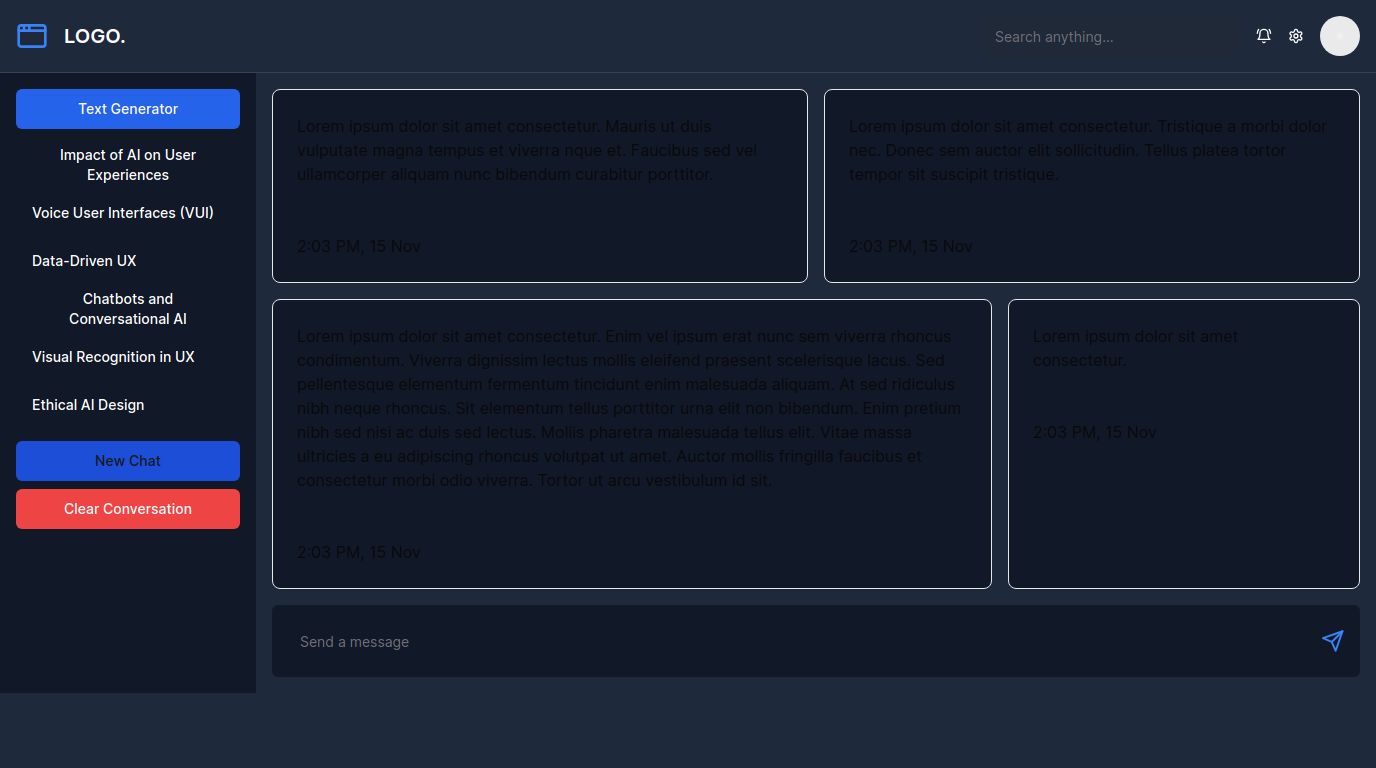 LOGO.
Search anything...
Text Generator
Impact of AI on User
Experiences
Voice User Interfaces (VUI)
Data-Driven UX
Chatbots and
Conversational AI
Visual Recognition in UX
Ethical AI Design
New Chat
Clear Conversation
Lorem ipsum dolor sit amet consectetur. Mauris ut duis
vulputate magna tempus et viverra nque et. Faucibus sed vel
ullamcorper aliquam nunc bibendum curabitur porttitor.
2:03 PM, 15 Nov
Lorem ipsum dolor sit amet consectetur. Tristique a morbi dolor
nec. Donec sem auctor elit sollicitudin. Tellus platea tortor
tempor sit suscipit tristique.
2:03 PM, 15 Nov
Lorem ipsum dolor sit amet consectetur. Enim vel ipsum erat nunc sem viverra rhoncus
condimentum. Viverra dignissim lectus mollis eleifend praesent scelerisque lacus. Sed
pellentesque elementum fermentum tincidunt enim malesuada aliquam. At sed ridiculus
nibh neque rhoncus. Sit elementum tellus porttitor urna elit non bibendum. Enim pretium
nibh sed nisi ac duis sed lectus. Mollis pharetra malesuada tellus elit. Vitae massa
ultricies a eu adipiscing rhoncus volutpat ut amet. Auctor mollis fringilla faucibus et
consectetur morbi odio viverra. Tortor ut arcu vestibulum id sit.
2:03 PM, 15 Nov
Lorem ipsum dolor sit amet
consectetur.
2:03 PM, 15 Nov
Send a message